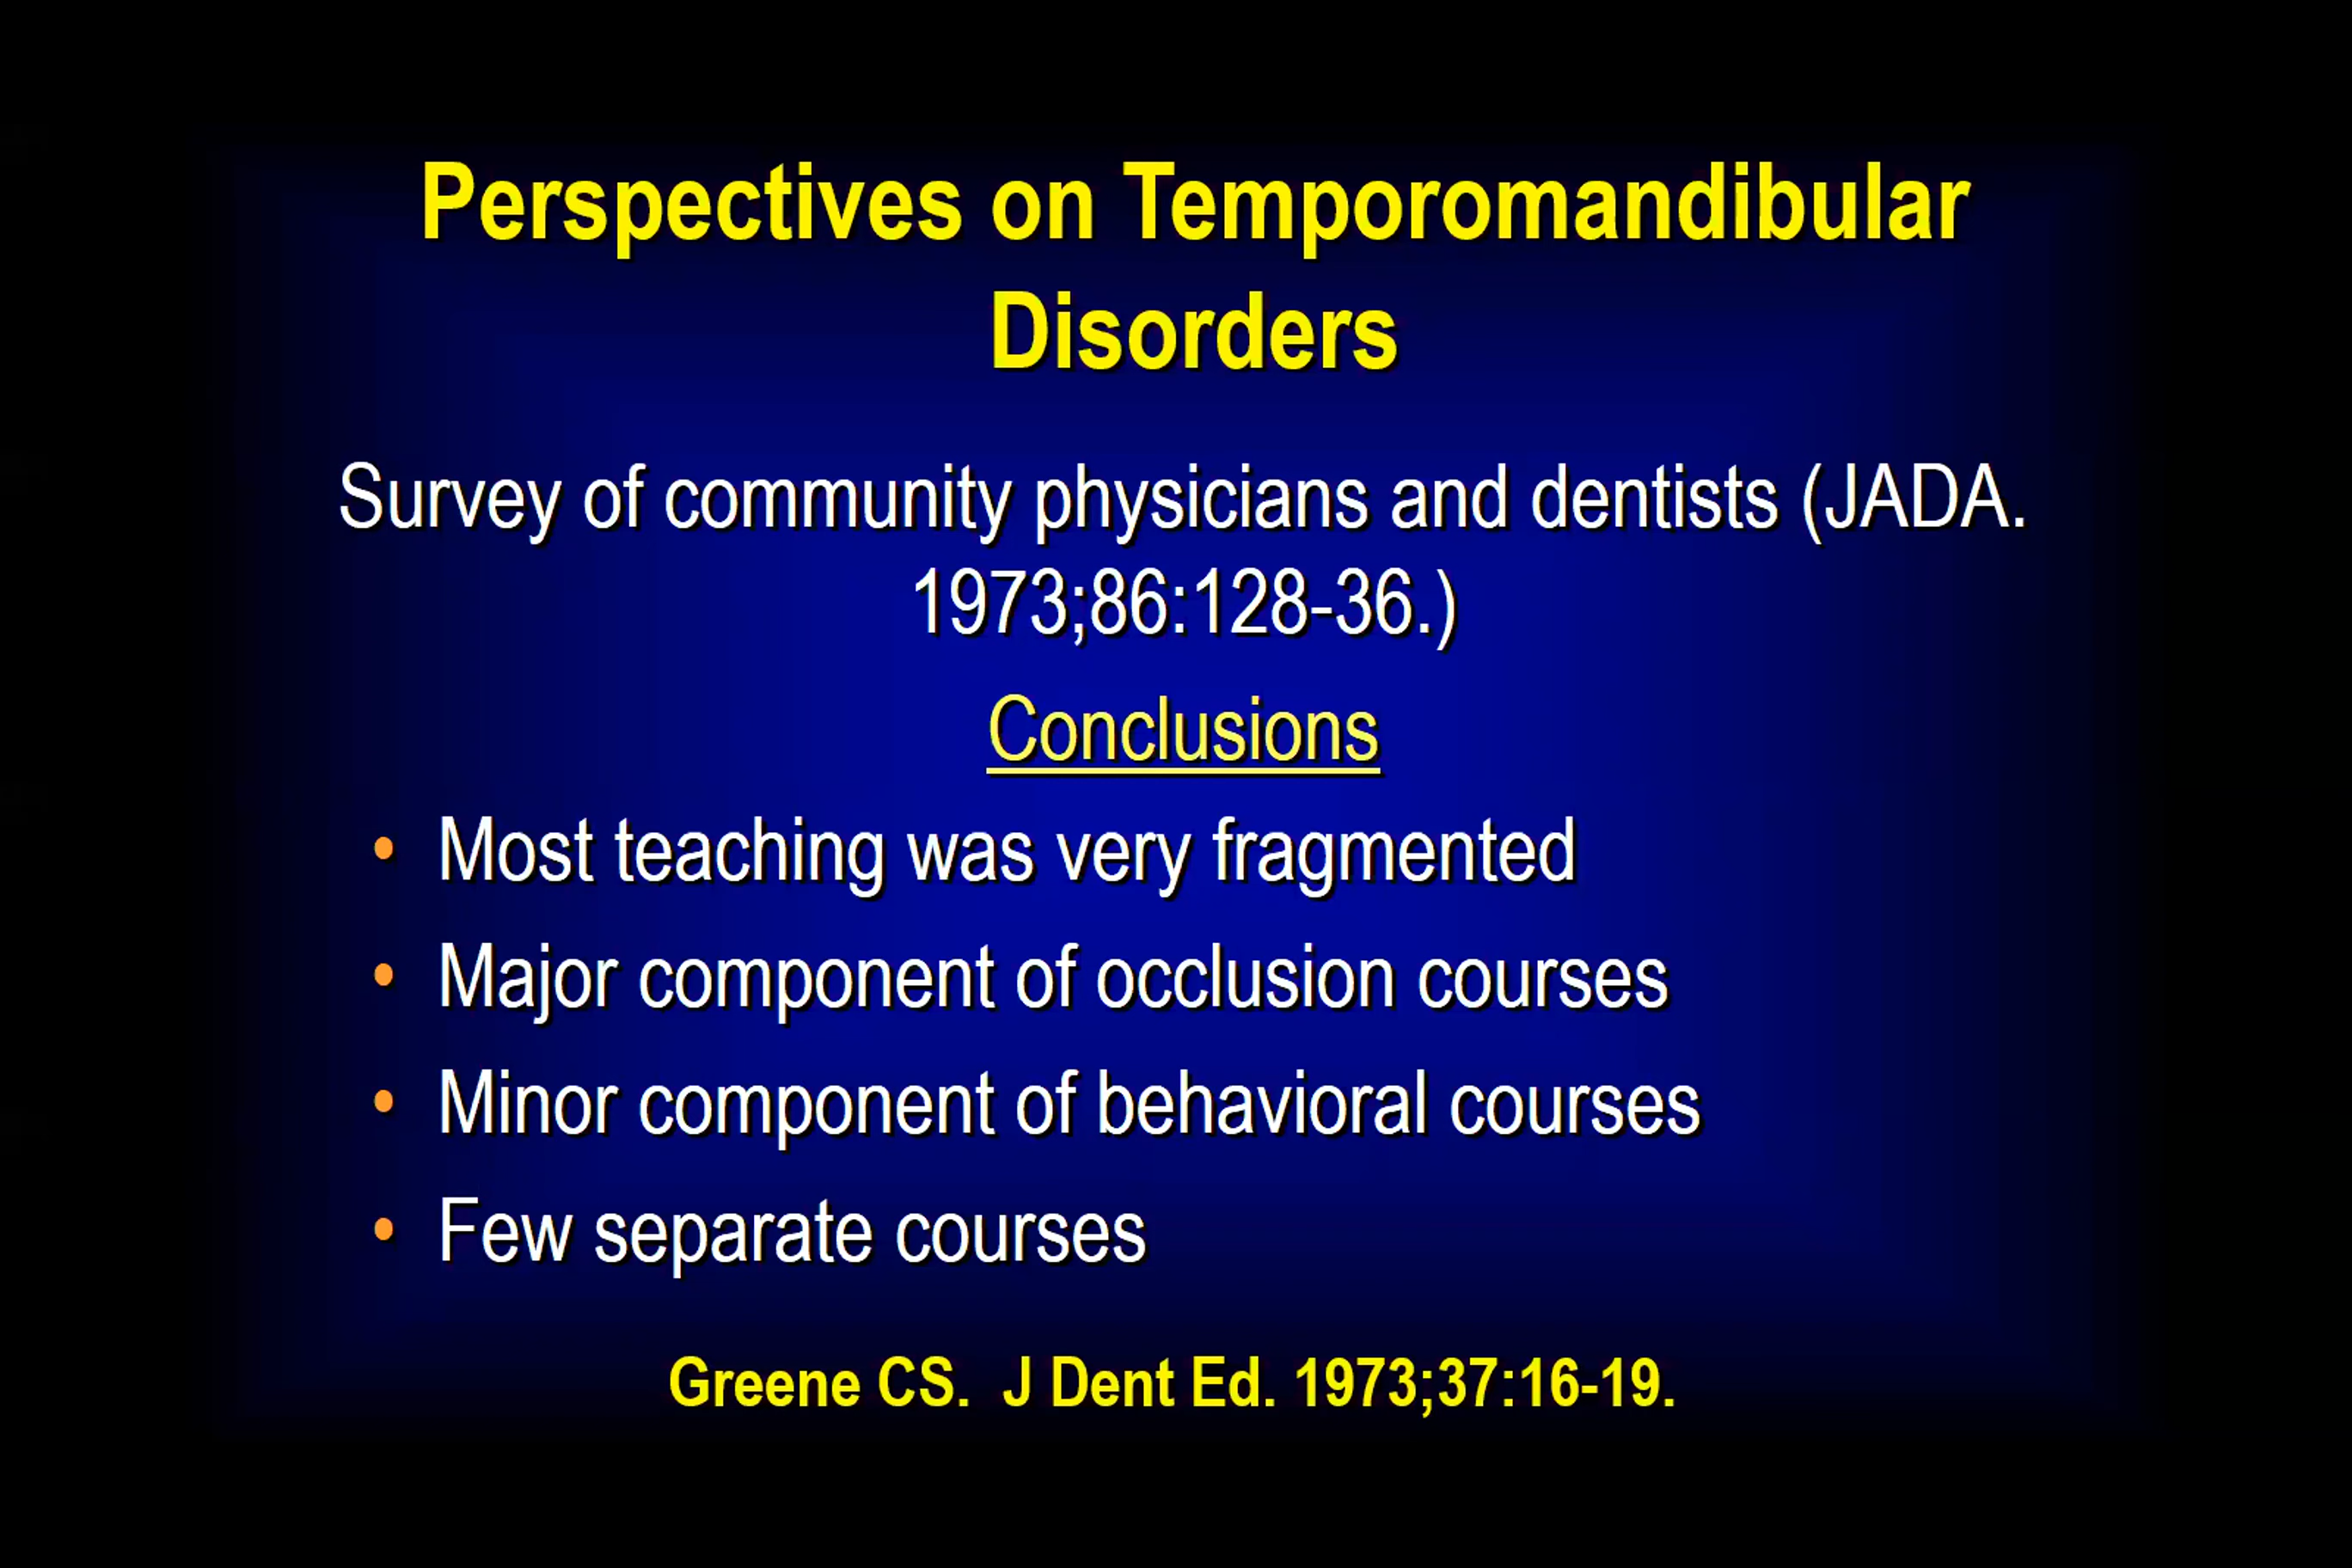 Perspectives on Temporomandibular
Disorders
Survey of community physicians and dentists (JADA.
1973;86:128-36.)
Conclusions
• Most teaching was very fragmented
• Major component of occlusion courses
• Minor component of behavioral courses
• Few separate courses
Greene CS.  J Dent Ed. 1973;37:16-19.